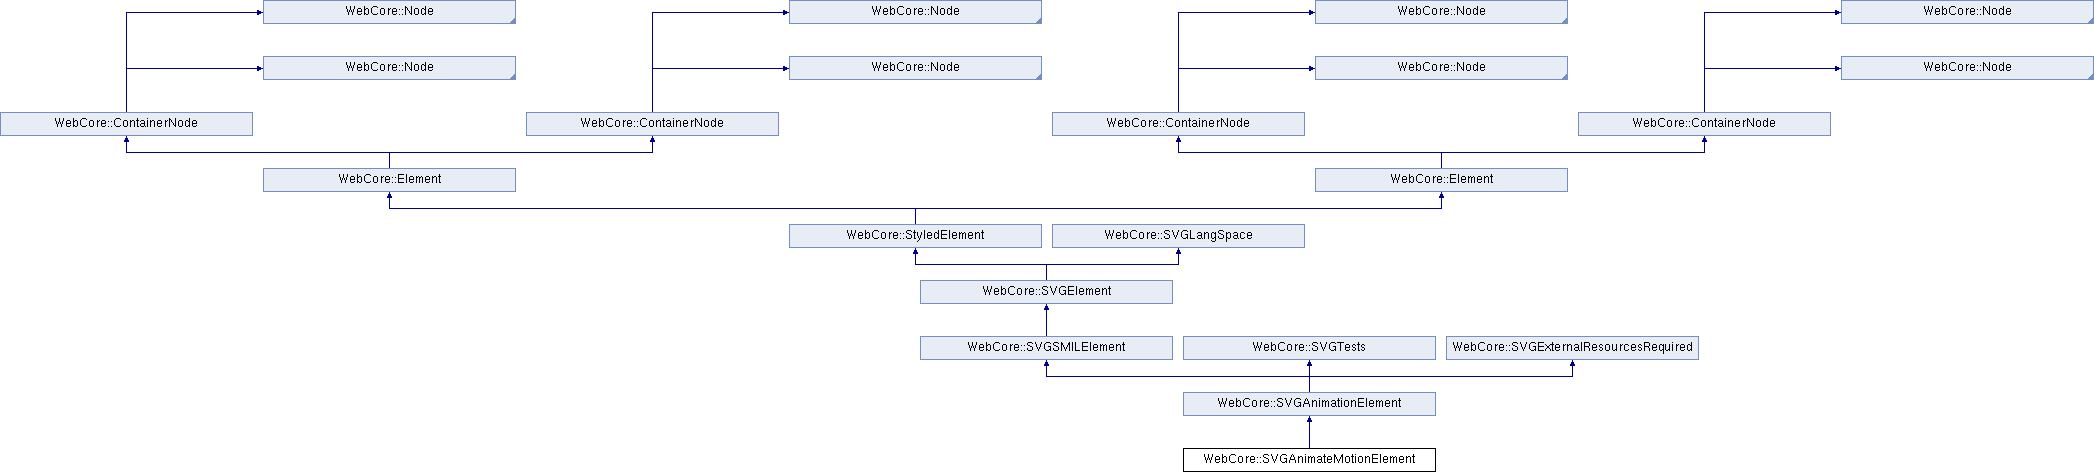 WebCore::Node
WebCore::Node
WebCore::Node
WebCore::Node
WebCore::Node
WebCore::Node
WebCore::Node
WebCore::Node
WebCore::ContainerNode
WebCore::ContainerNode
WebCore::ContainerNode
WebCore::ContainerNode
WebCore::Element
WebCore::Element
WebCore::StyledElement
WebCore::SVGLangSpace
WebCore::SVGElement
WebCore::SVGSMILElement
WebCore::SVGTests
WebCore::SVGExternalResourcesRequired
WebCore::SVGAnimationElement
WebCore::SVGAnimateMotionElement